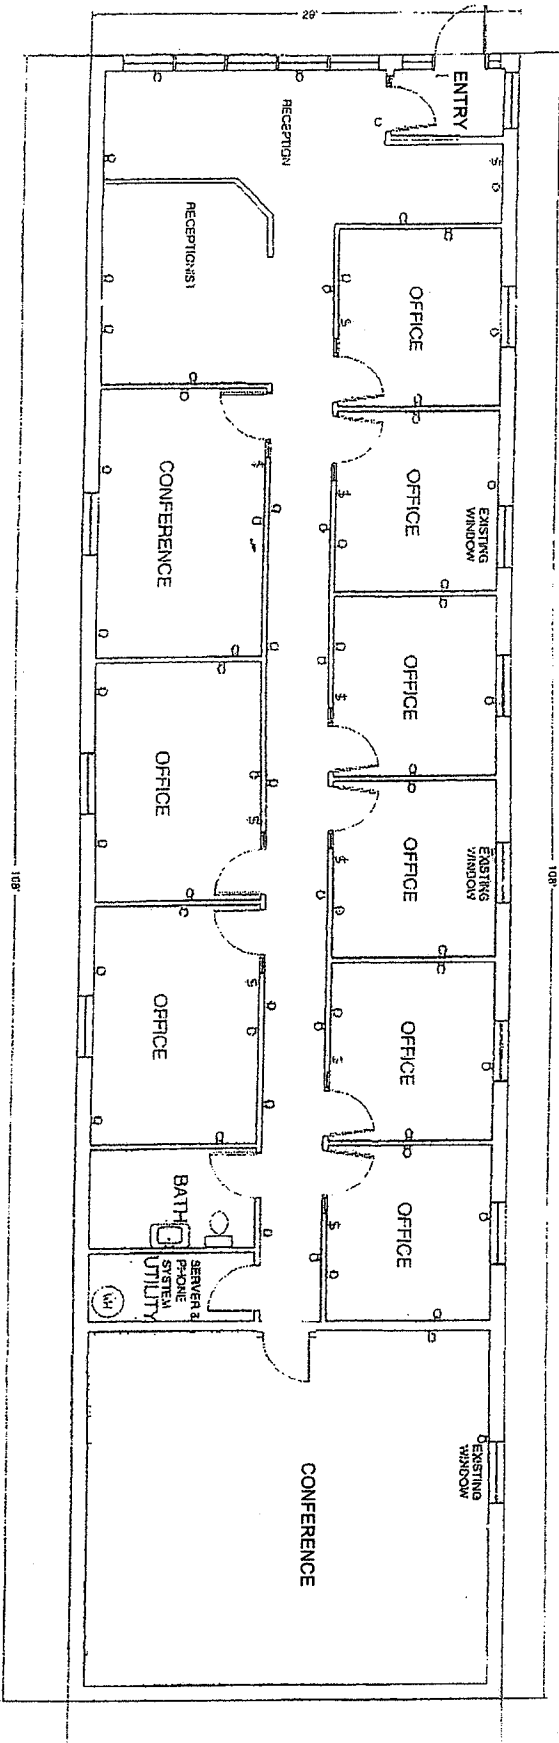 28'
ENTRY
RECEPTION
RECEPTIONIST
OFFICE
CONFERENCE
OFFICE
EXISTING
WINDOW
OFFICE
OFFICE
OFFICE
EXISTING
WINDOW
108'
108'
OFFICE
OFFICE
BATH
OFFICE
SERVER &
PHONE
SYSTEM
UTILITY
WH
EXISTING
WINDOW
CONFERENCE